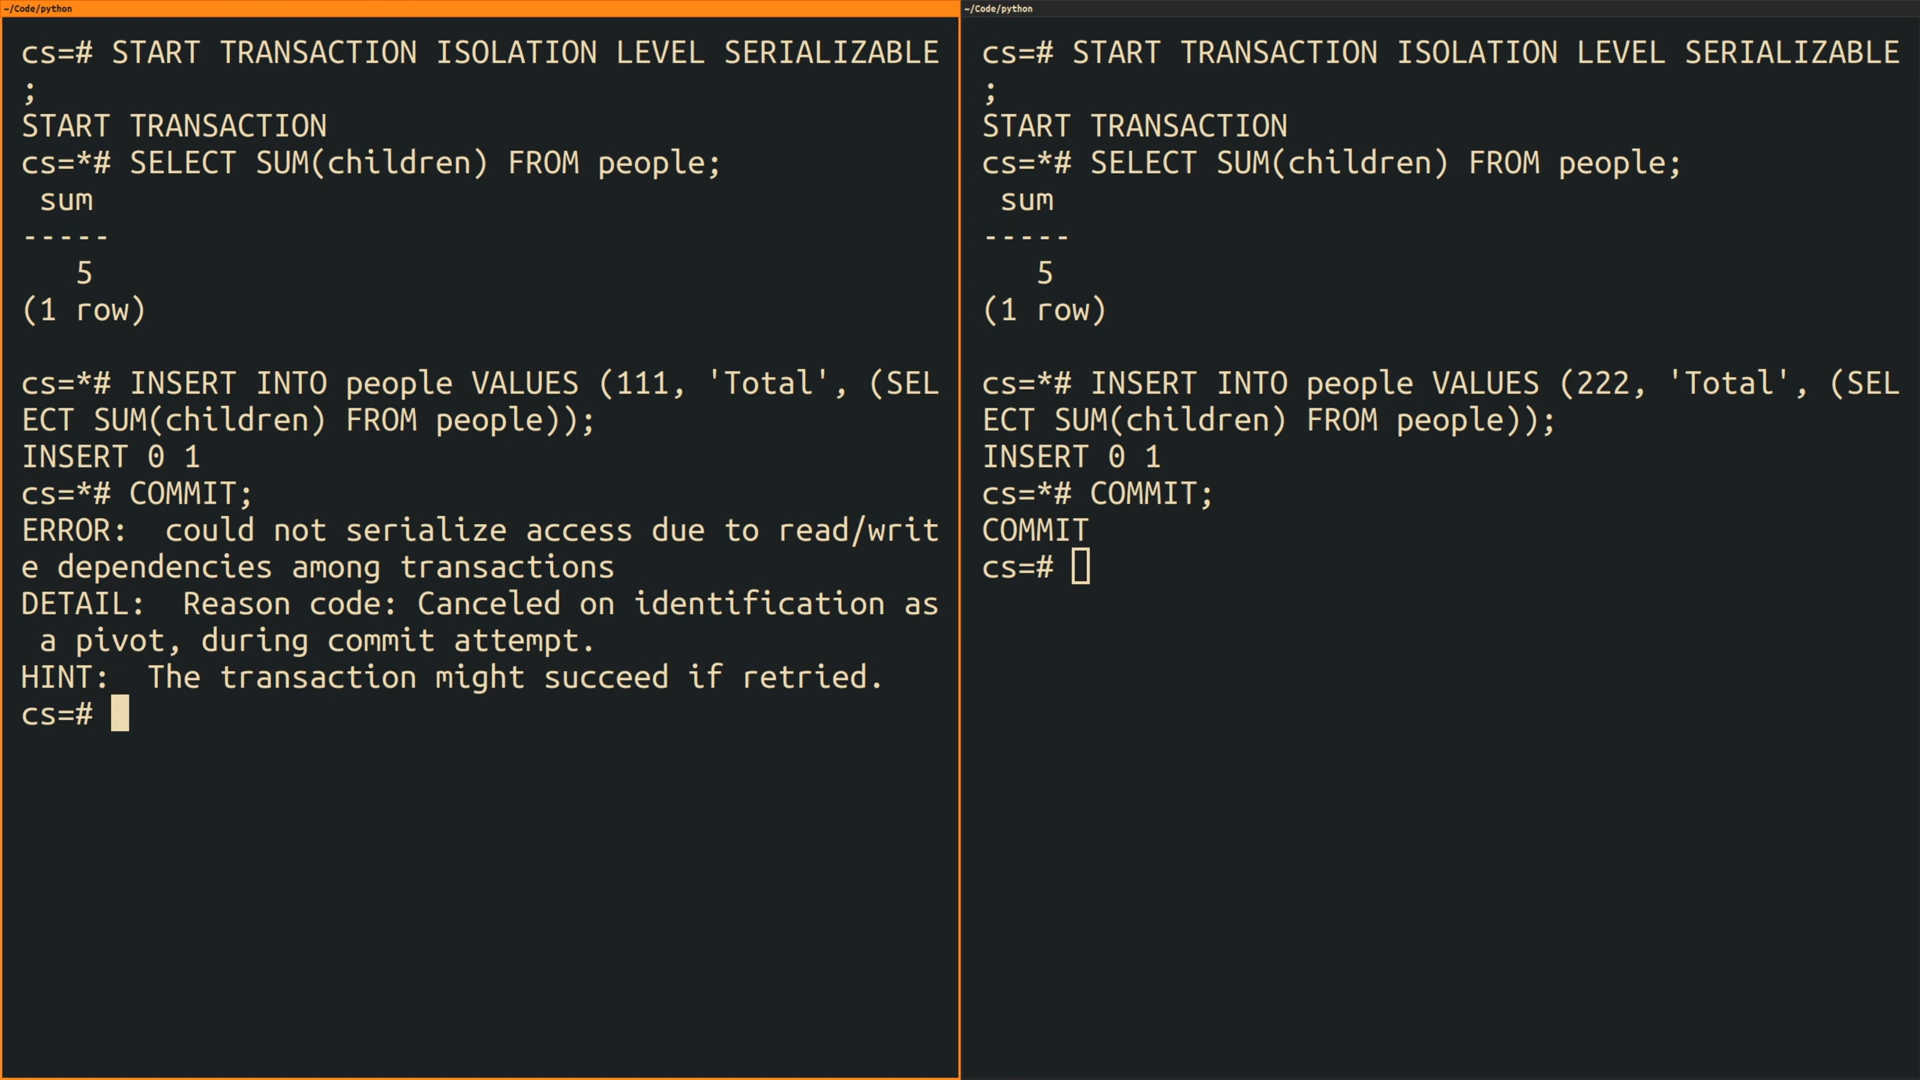 ~/Code/python
cs=# START TRANSACTION ISOLATION LEVEL SERIALIZABLE
;
START TRANSACTION
cs=*# SELECT SUM(children) FROM people;
 sum
-----
   5
(1 row)

cs=*# INSERT INTO people VALUES (111, 'Total', (SEL
ECT SUM(children) FROM people));
INSERT 0 1
cs=*# COMMIT;
ERROR:  could not serialize access due to read/writ
e dependencies among transactions
DETAIL:  Reason code: Canceled on identification as
 a pivot, during commit attempt.
HINT:  The transaction might succeed if retried.
cs=#
~/Code/python
cs=# START TRANSACTION ISOLATION LEVEL SERIALIZABLE
;
START TRANSACTION
cs=*# SELECT SUM(children) FROM people;
 sum
-----
   5
(1 row)

cs=*# INSERT INTO people VALUES (222, 'Total', (SEL
ECT SUM(children) FROM people));
INSERT 0 1
cs=*# COMMIT;
COMMIT
cs=#